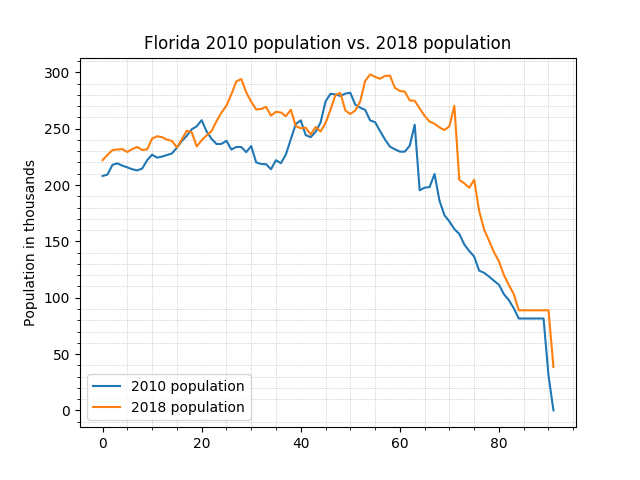 Florida 2010 population vs. 2018 population
300
250
200
150
100
50
0
Population in thousands
2010 population
2018 population
0 20 40 60 80